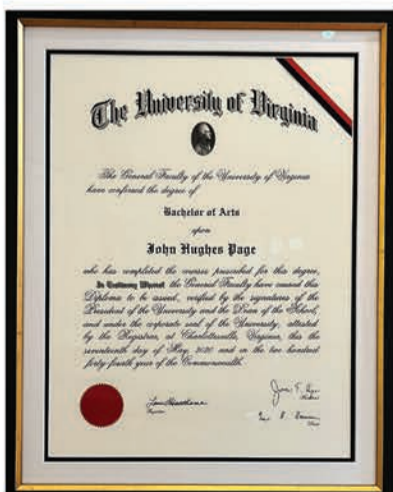 The University of Virginia
The General Faculty of the University of Virginia
have conferred the degree of
Bachelor of Arts
upon
John Hughes Page
who has completed the courses prescribed for this degree,
In Testimony Whereof the General Faculty have caused this
Diploma to be issued, verified by the signatures of the
President of the University and the Dean of the School,
and under the corporate seal of the University, attested
by the Registrar, at Charlottesville, Virginia, this the
seventeenth day of May, 2020 and in the two hundred
forty-fourth year of the Commonwealth.